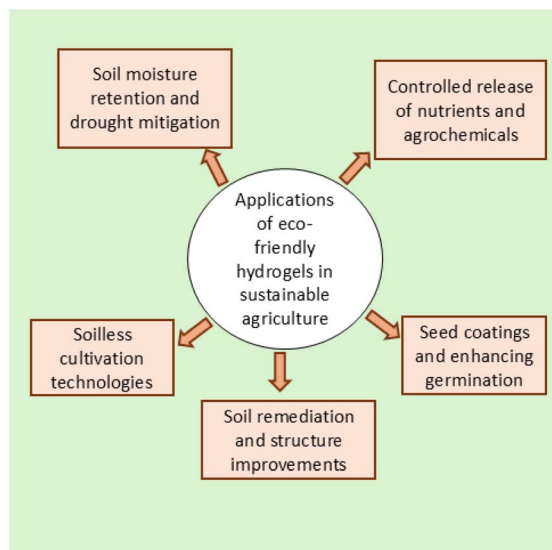 Soil moisture
retention and
drought mitigation
Controlled release
of nutrients and
agrochemicals
Applications
of eco-
friendly
hydrogels in
sustainable
agriculture
Soilless
cultivation
technologies
Seed coatings
and enhancing
germination
Soil remediation
and structure
improvements